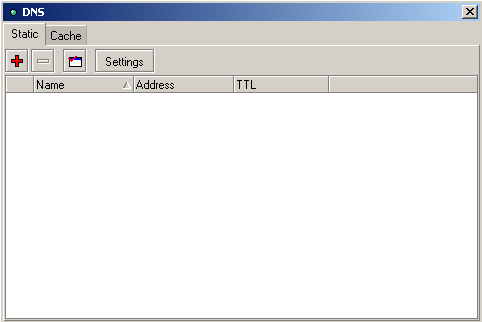 DNS
Static Cache
Settings
Name Address TTL